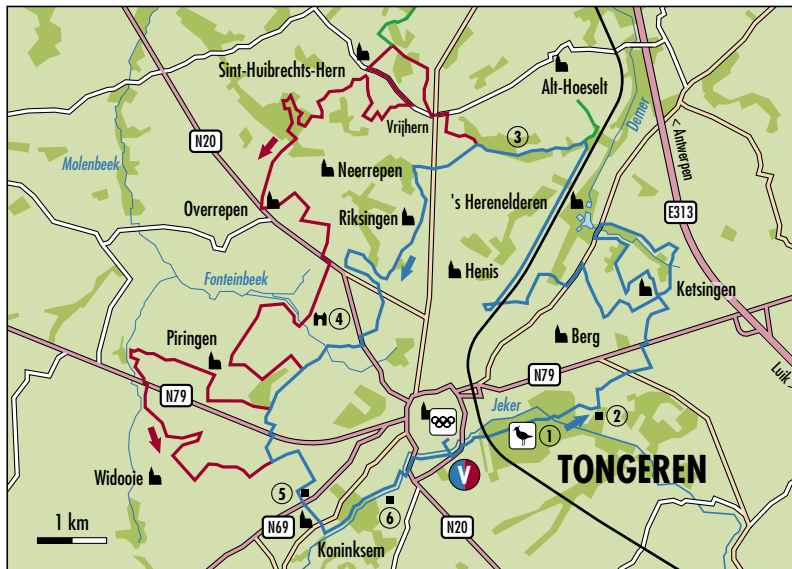 Sint-Huibrechts-Hern
Alt-Hoeselt
Vrijhern
3
Demer
< Antwerpen
N20
Molenbeek
Neerrepen
Overrepen
Riksingen
's Herenelderen
E313
Henis
Fonteinbeek
Ketsingen
4
Piringen
Berg
N79
N79
Luik
Jeker
1
2
V
TONGEREN
Widooie
5
6
N69
N20
Koninksem
1 km